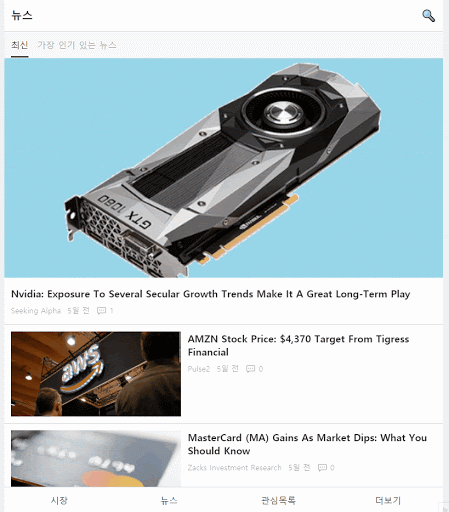 뉴스
최신 가장 인기 있는 뉴스
GTX 1080
Nvidia: Exposure To Several Secular Growth Trends Make It A Great Long-Term Play
Seeking Alpha 5월 전 1
aws
AMZN Stock Price: $4,370 Target From Tigress
Financial
Pulse2 5월 전 0
MasterCard (MA) Gains As Market Dips: What You
Should Know
Zacks Investment Research 5월 전 0
시장 뉴스 관심목록 더보기